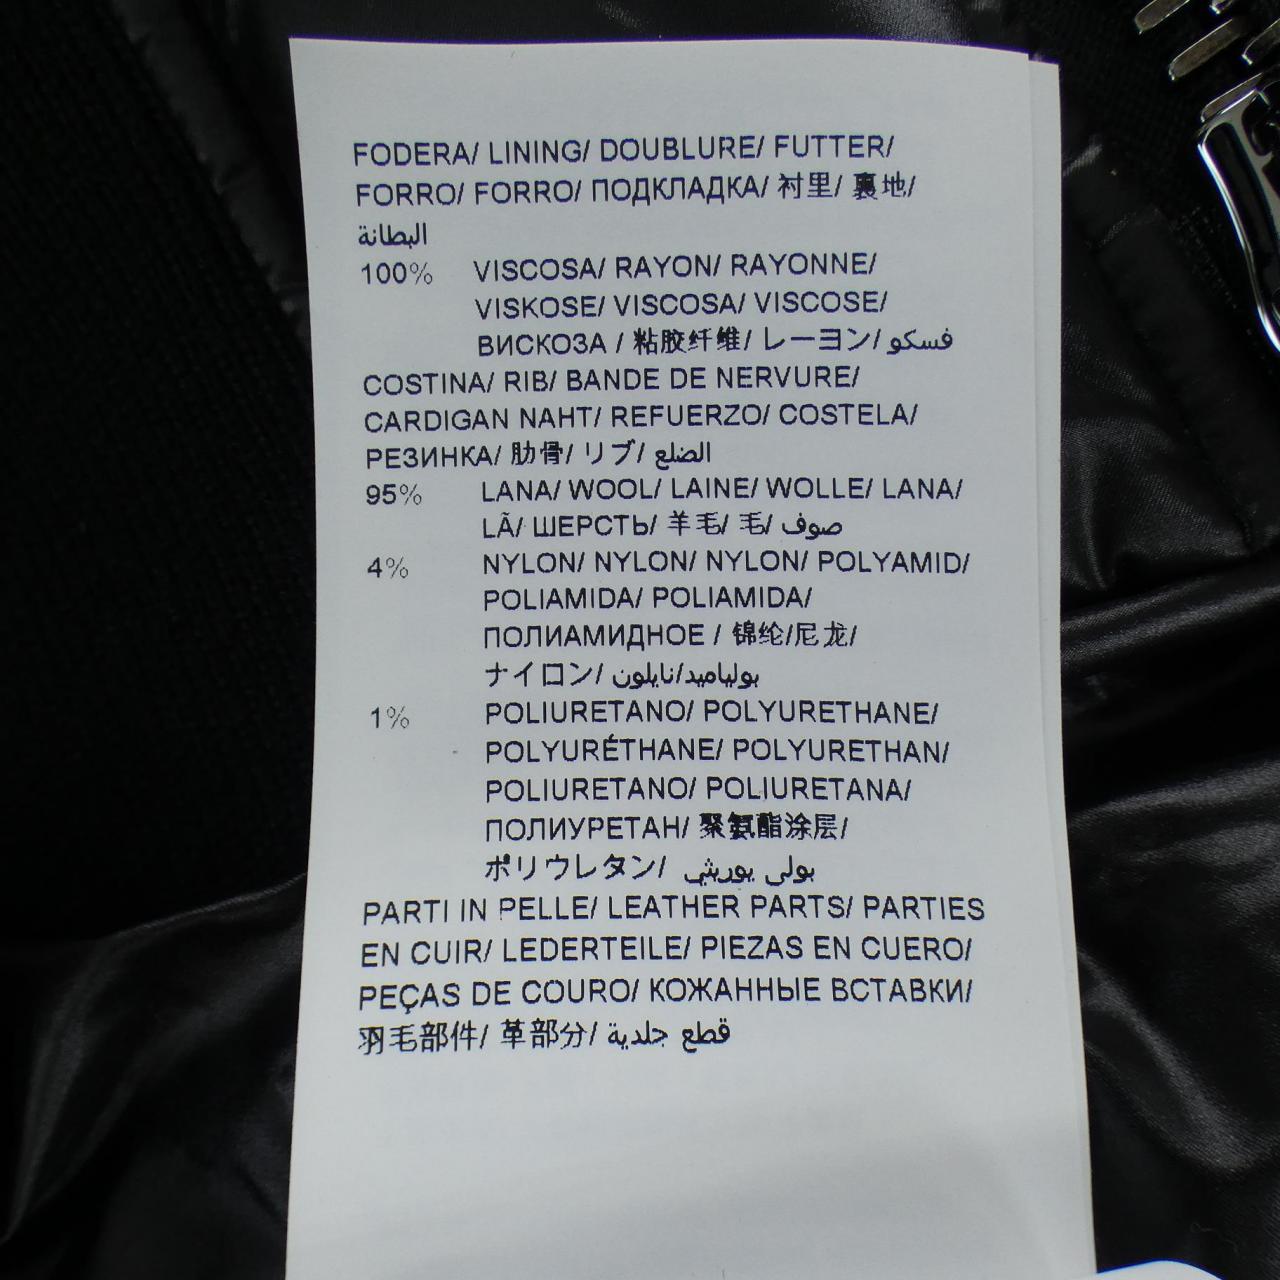 FODERA/ LINING/ DOUBLURE/ FUTTER/
FORRO/ FORRO/ ПОДКЛАДКА/ 衬里/ 裏地/
البطانة
100% VISCOSA/ RAYON/ RAYONNE/
VISKOSE/ VISCOSA/ VISCOSE/
ВИСКОЗА / 粘胶纤维/ レーヨン/ فسكو
COSTINA/ RIB/ BANDE DE NERVURE/
CARDIGAN NAHT/ REFUERZO/ COSTELA/
РЕЗИНКА/ 肋骨/ リブ/ الضلع
95% LANA/ WOOL/ LAINE/ WOLLE/ LANA/
LÃ/ ШЕРСТЬ/ 羊毛/ 毛/ صوف
4% NYLON/ NYLON/ NYLON/ POLYAMID/
POLIAMIDA/ POLIAMIDA/
ПОЛИАМИДНОЕ / 锦纶/尼龙/
ナイロン/ بولياميد/نايلون
1% POLIURETANO/ POLYURETHANE/
POLYURÉTHANE/ POLYURETHAN/
POLIURETANO/ POLIURETANA/
ПОЛИУРЕТАН/ 聚氨酯涂层/
ポリウレタン/ بولى يوريثي
PARTI IN PELLE/ LEATHER PARTS/ PARTIES
EN CUIR/ LEDERTEILE/ PIEZAS EN CUERO/
PEÇAS DE COURO/ КОЖАННЫЕ ВСТАВКИ/
羽毛部件/ 革部分/ قطع جلدية